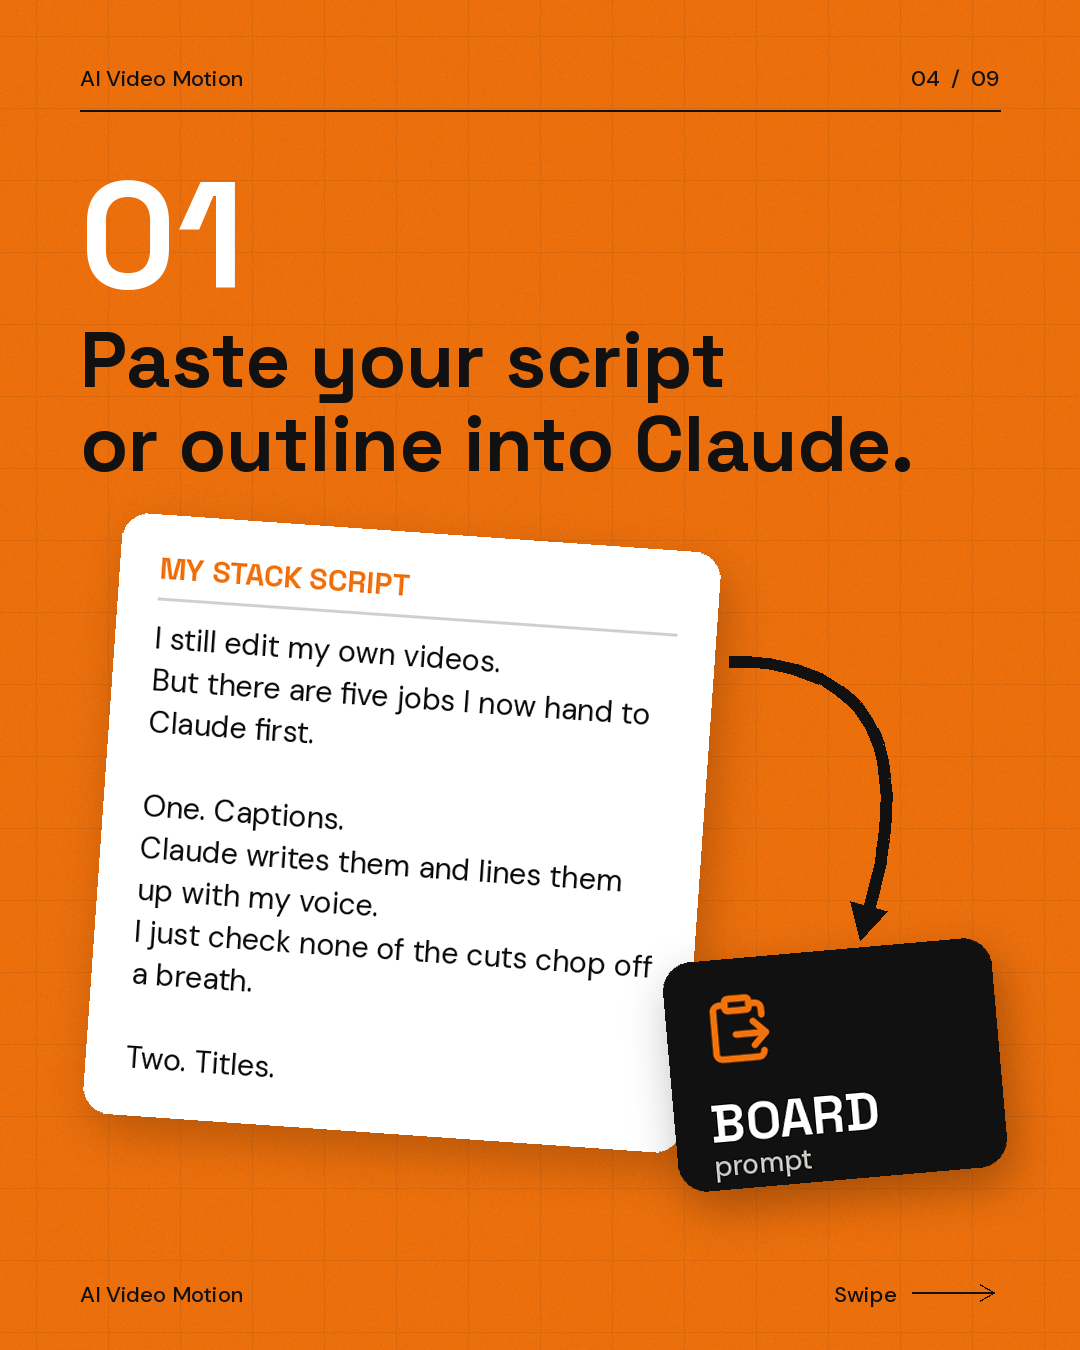 AI Video Motion
04 / 09
01
Paste your script
or outline into Claude.
MY STACK SCRIPT
I still edit my own videos.
But there are five jobs I now hand to
Claude first.
One. Captions.
Claude writes them and lines them
up with my voice.
I just check none of the cuts chop off
a breath.
Two. Titles.
BOARD
prompt
AI Video Motion
Swipe